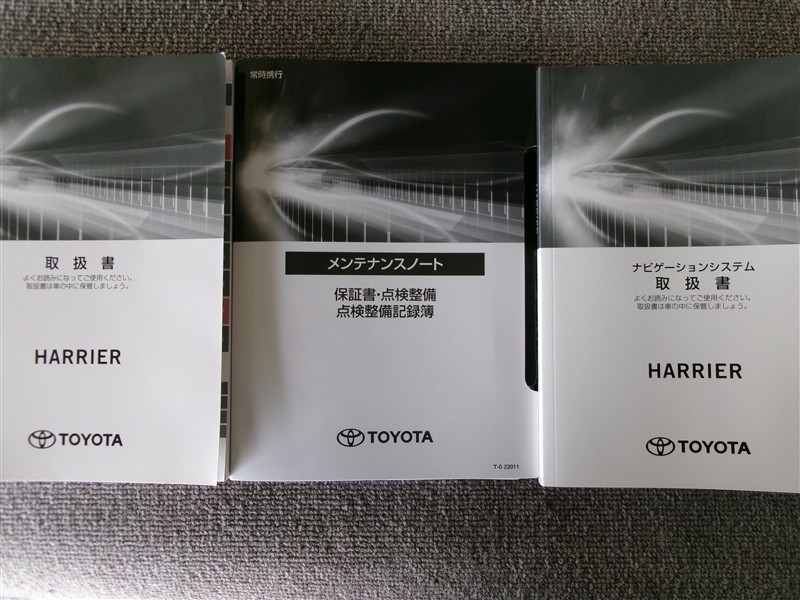 取扱書
よくお読みになってご使用ください。
取扱書は車の中に保管しましょう。
HARRIER
TOYOTA
常時携行
メンテナンスノート
保証書・点検整備
点検整備記録簿
TOYOTA
T-0 22011
ナビゲーションシステム
取扱書
よくお読みになってご使用ください。
取扱書は車の中に保管しましょう。
HARRIER
TOYOTA